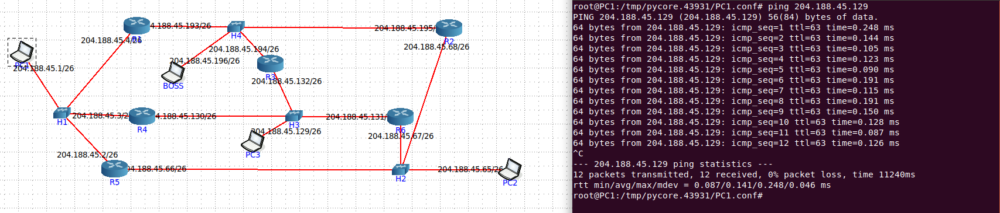 4.188.45.193/26
R1
H4
204.188.45.195/
R2
204.188.45.4/26
204.188.45.68/26
204.188.45.194/26
204.188.45.196/26
PC1
204.188.45.1/26
R3
204.188.45.132/26
BOSS
H1
204.188.45.3/2
R4
4.188.45.130/26
H3
204.188.45.131/
R6
204.188.45.129/26
204.188.45.67/26
PC3
204.188.45.2/26
R5
04.188.45.66/26
H2
204.188.45.65/26
PC2
root@PC1:/tmp/pycore.43931/PC1.conf# ping 204.188.45.129
PING 204.188.45.129 (204.188.45.129) 56(84) bytes of data.
64 bytes from 204.188.45.129: icmp_seq=1 ttl=63 time=0.248 ms
64 bytes from 204.188.45.129: icmp_seq=2 ttl=63 time=0.144 ms
64 bytes from 204.188.45.129: icmp_seq=3 ttl=63 time=0.105 ms
64 bytes from 204.188.45.129: icmp_seq=4 ttl=63 time=0.123 ms
64 bytes from 204.188.45.129: icmp_seq=5 ttl=63 time=0.090 ms
64 bytes from 204.188.45.129: icmp_seq=6 ttl=63 time=0.191 ms
64 bytes from 204.188.45.129: icmp_seq=7 ttl=63 time=0.115 ms
64 bytes from 204.188.45.129: icmp_seq=8 ttl=63 time=0.191 ms
64 bytes from 204.188.45.129: icmp_seq=9 ttl=63 time=0.150 ms
64 bytes from 204.188.45.129: icmp_seq=10 ttl=63 time=0.128 ms
64 bytes from 204.188.45.129: icmp_seq=11 ttl=63 time=0.087 ms
64 bytes from 204.188.45.129: icmp_seq=12 ttl=63 time=0.126 ms
^C
--- 204.188.45.129 ping statistics ---
12 packets transmitted, 12 received, 0% packet loss, time 11240ms
rtt min/avg/max/mdev = 0.087/0.141/0.248/0.046 ms
root@PC1:/tmp/pycore.43931/PC1.conf#